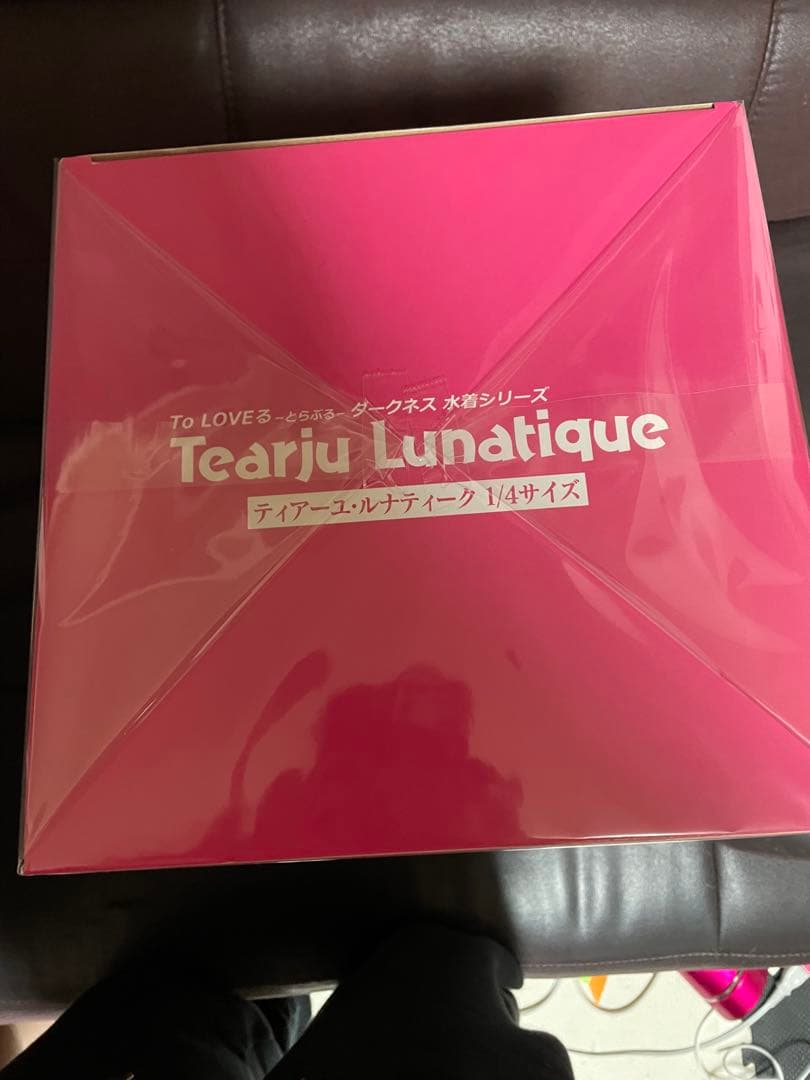 To LOVEる -とらぶる- ダークネス 水着シリーズ
Tearju Lunatique
ティアーユ・ルナティーク 1/4サイズ